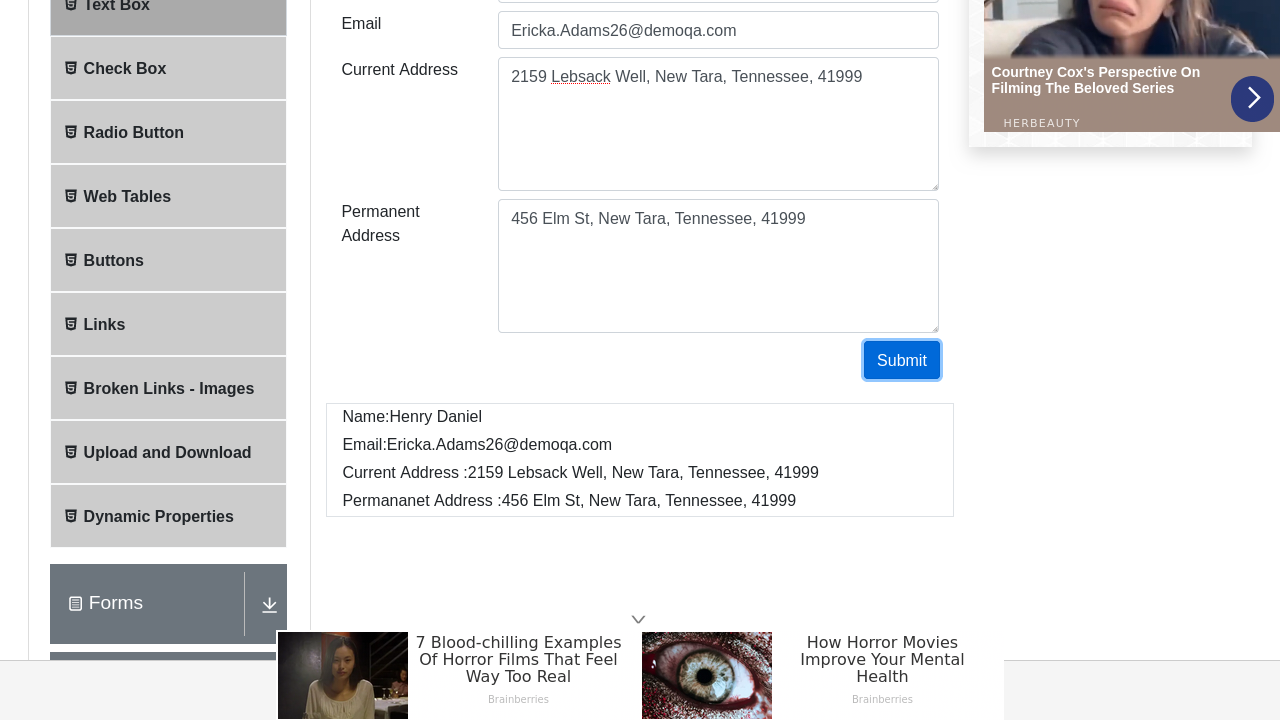 Text Box
Check Box
Radio Button
Web Tables
Buttons
Links
Broken Links - Images
Upload and Download
Dynamic Properties
Forms
Email
Ericka.Adams26@demoqa.com
Current Address
2159 Lebsack Well, New Tara, Tennessee, 41999
Permanent
Address
456 Elm St, New Tara, Tennessee, 41999
Submit
Name:Henry Daniel
Email:Ericka.Adams26@demoqa.com
Current Address :2159 Lebsack Well, New Tara, Tennessee, 41999
Permananet Address :456 Elm St, New Tara, Tennessee, 41999
Courtney Cox's Perspective On
Filming The Beloved Series
HERBEAUTY
7 Blood-chilling Examples
Of Horror Films That Feel
Way Too Real
Brainberries
How Horror Movies
Improve Your Mental
Health
Brainberries